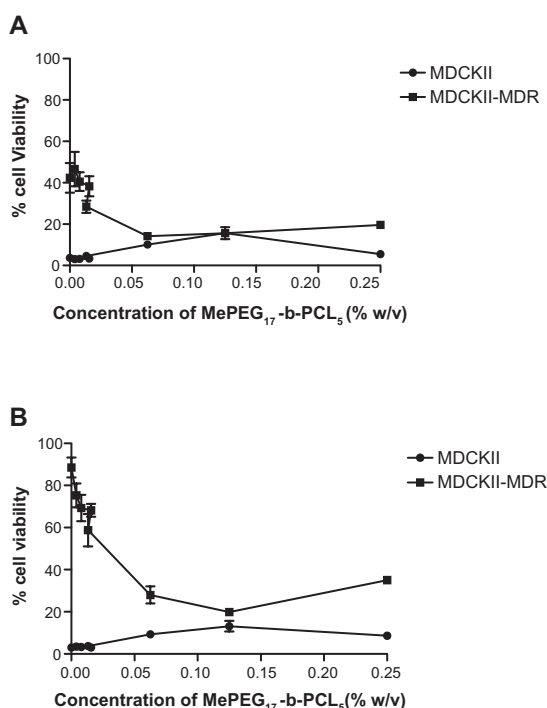 A
100
80
60
40
20
0
% cell Viability
0.00 0.05 0.10 0.15 0.20 0.25
Concentration of MePEG₁₇-b-PCL₅(% w/v)
MDCKII
MDCKII-MDR
B
100
80
60
40
20
0
% cell viability
0.00 0.05 0.10 0.15 0.20 0.25
Concentration of MePEG₁₇-b-PCL₅(% w/v)
MDCKII
MDCKII-MDR